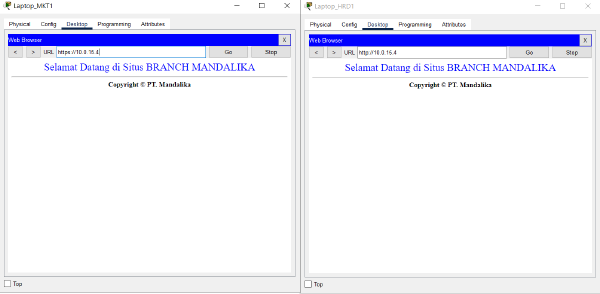 Laptop_MKT1
Physical Config Desktop Programming Attributes
Web Browser X
< > URL https://10.0.15.4 Go Stop
Selamat Datang di Situs BRANCH MANDALIKA
Copyright © PT. Mandalika
Top
Laptop_HKD1
Physical Config Desktop Programming Attributes
Web Browser X
< > URL http://10.0.15.4 Go Stop
Selamat Datang di Situs BRANCH MANDALIKA
Copyright © PT. Mandalika
Top